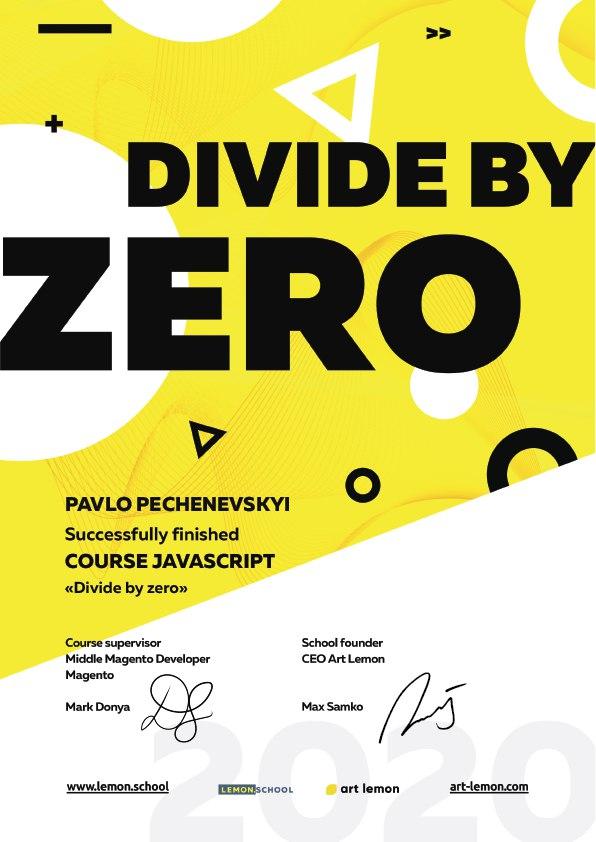 >>
+
DIVIDE BY
ZERO
PAVLO PECHENEVSKYI
Successfully finished
COURSE JAVASCRIPT
«Divide by zero»
Course supervisor
Middle Magento Developer
Magento
Mark Donya
School founder
CEO Art Lemon
Max Samko
2020
www.lemon.school
LEMON.SCHOOL
art lemon
art-lemon.com